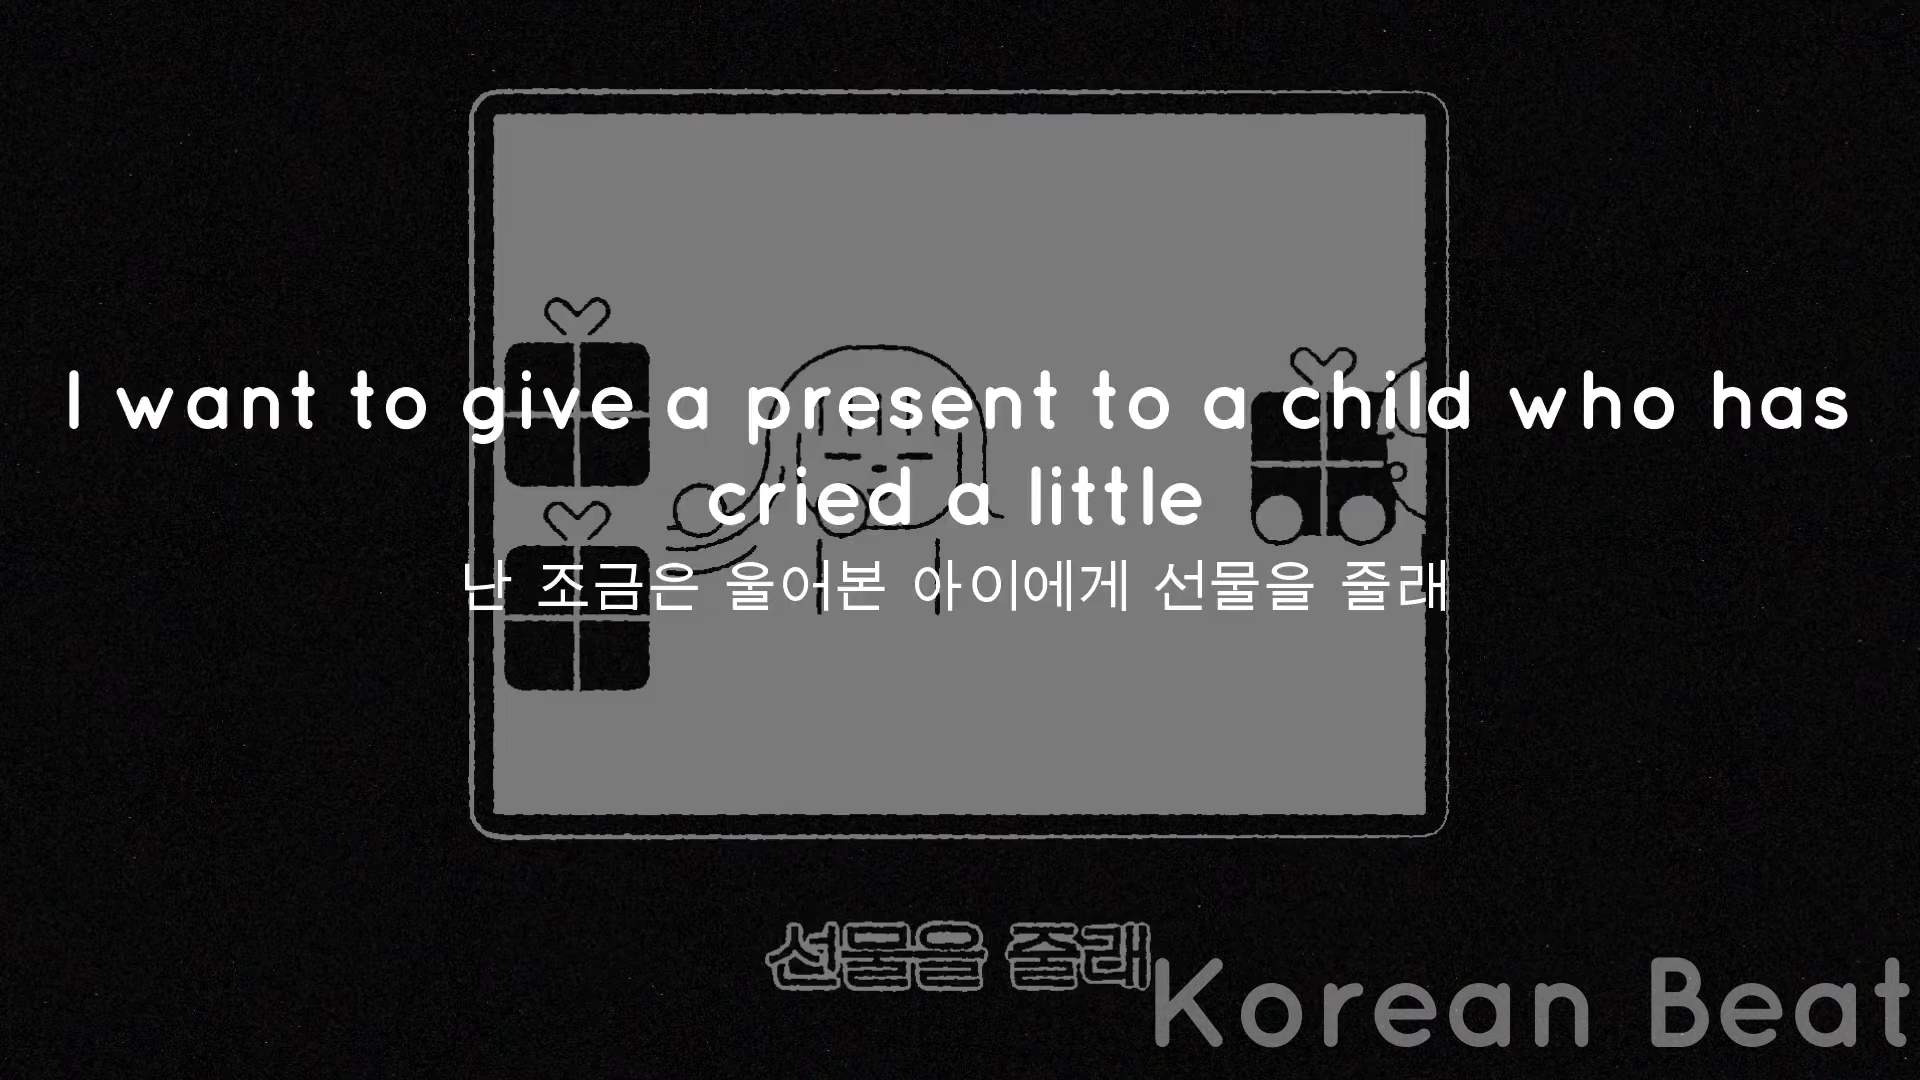 I want to give a present to a child who has
cried a little
난 조금은 울어본 아이에게 선물을 줄래
선물을 줄래
Korean Beat